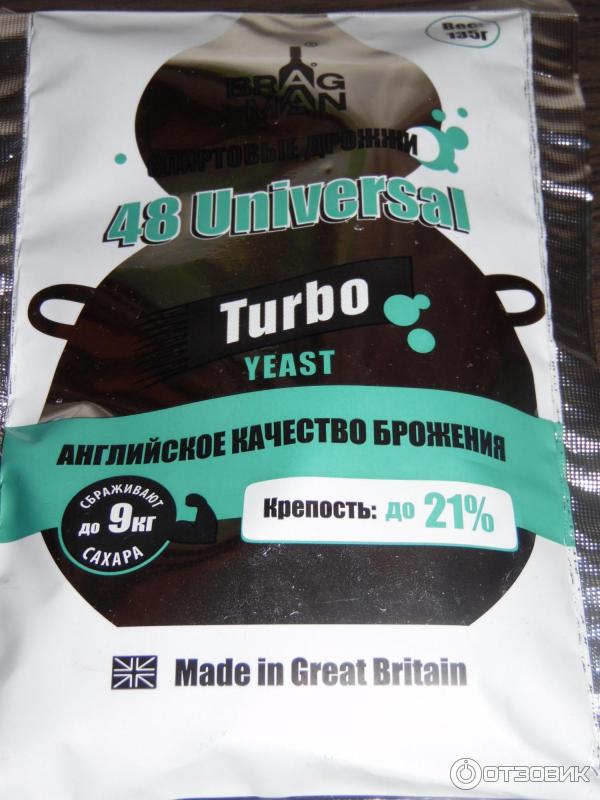 Вес:
135г
BRAG
MAN
СПИРТОВЫЕ ДРОЖЖИ
48 Universal
Turbo
YEAST
АНГЛИЙСКОЕ КАЧЕСТВО БРОЖЕНИЯ
СБРАЖИВАЮТ
до 9кг
САХАРА
Крепость: до 21%
Made in Great Britain
ОТЗОВИК